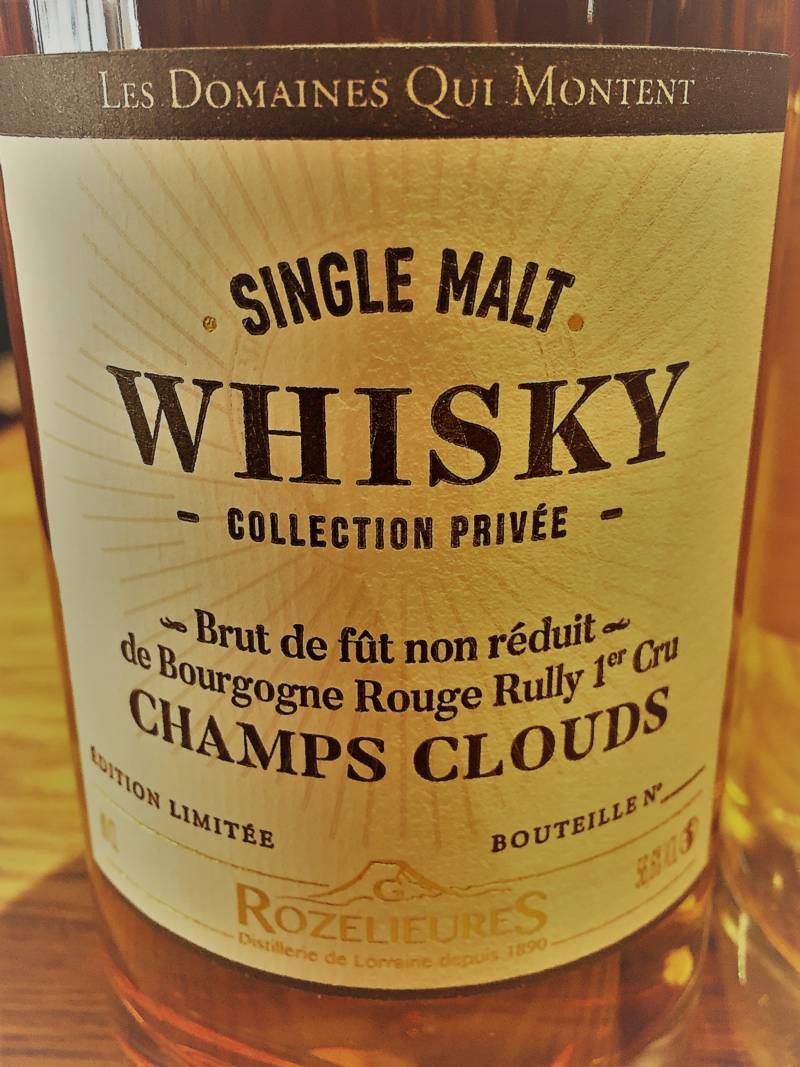 LES DOMAINES QUI MONTENT
SINGLE MALT
WHISKY
- COLLECTION PRIVÉE -
Brut de fût non réduit
de Bourgogne Rouge Rully 1er Cru
CHAMPS CLOUDS
ÉDITION LIMITÉE
BOUTEILLE N°
G
ROZELIEURES
Distillerie de Lorraine depuis 1890